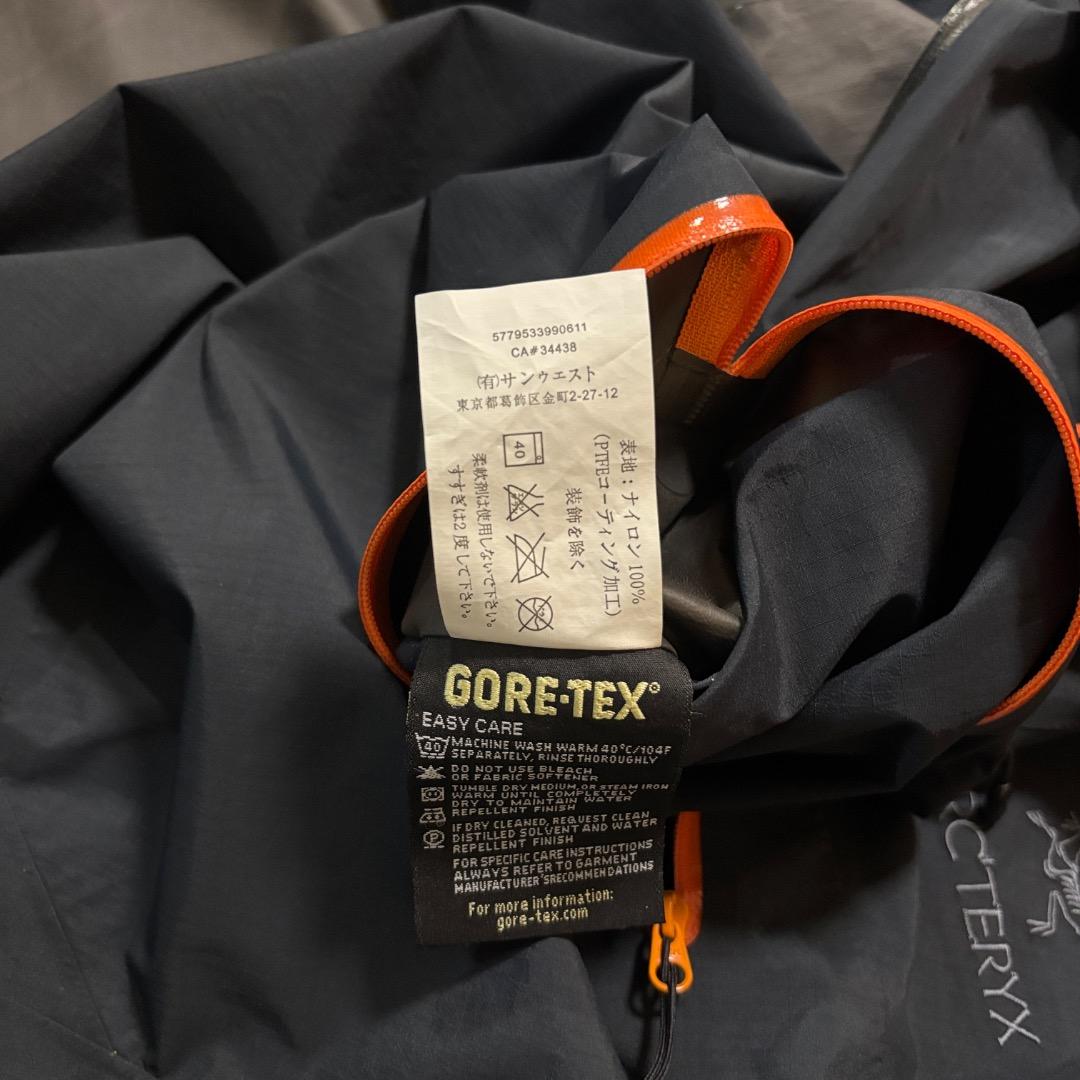 5779533990611
CA#34438
(有)サンウエスト
東京都葛飾区金町2-27-12
表地：ナイロン100%
(PTFEコーティング加工)
装飾を除く
40
柔軟剤は使用しないで下さい。
すすぎは2度して下さい。
GORE-TEX®
EASY CARE
40 MACHINE WASH WARM 40°C/104F
SEPARATELY, RINSE THOROUGHLY
DO NOT USE BLEACH
OR FABRIC SOFTENER
TUMBLE DRY MEDIUM, OR STEAM IRON
WARM UNTIL COMPLETELY
DRY TO MAINTAIN WATER
REPELLENT FINISH
P IF DRY CLEANED, REQUEST CLEAN
DISTILLED SOLVENT AND WATER
REPELLENT FINISH
FOR SPECIFIC CARE INSTRUCTIONS
ALWAYS REFER TO GARMENT
MANUFACTURER'SRECOMMENDATIONS
For more information:
gore-tex.com
RCTERYX